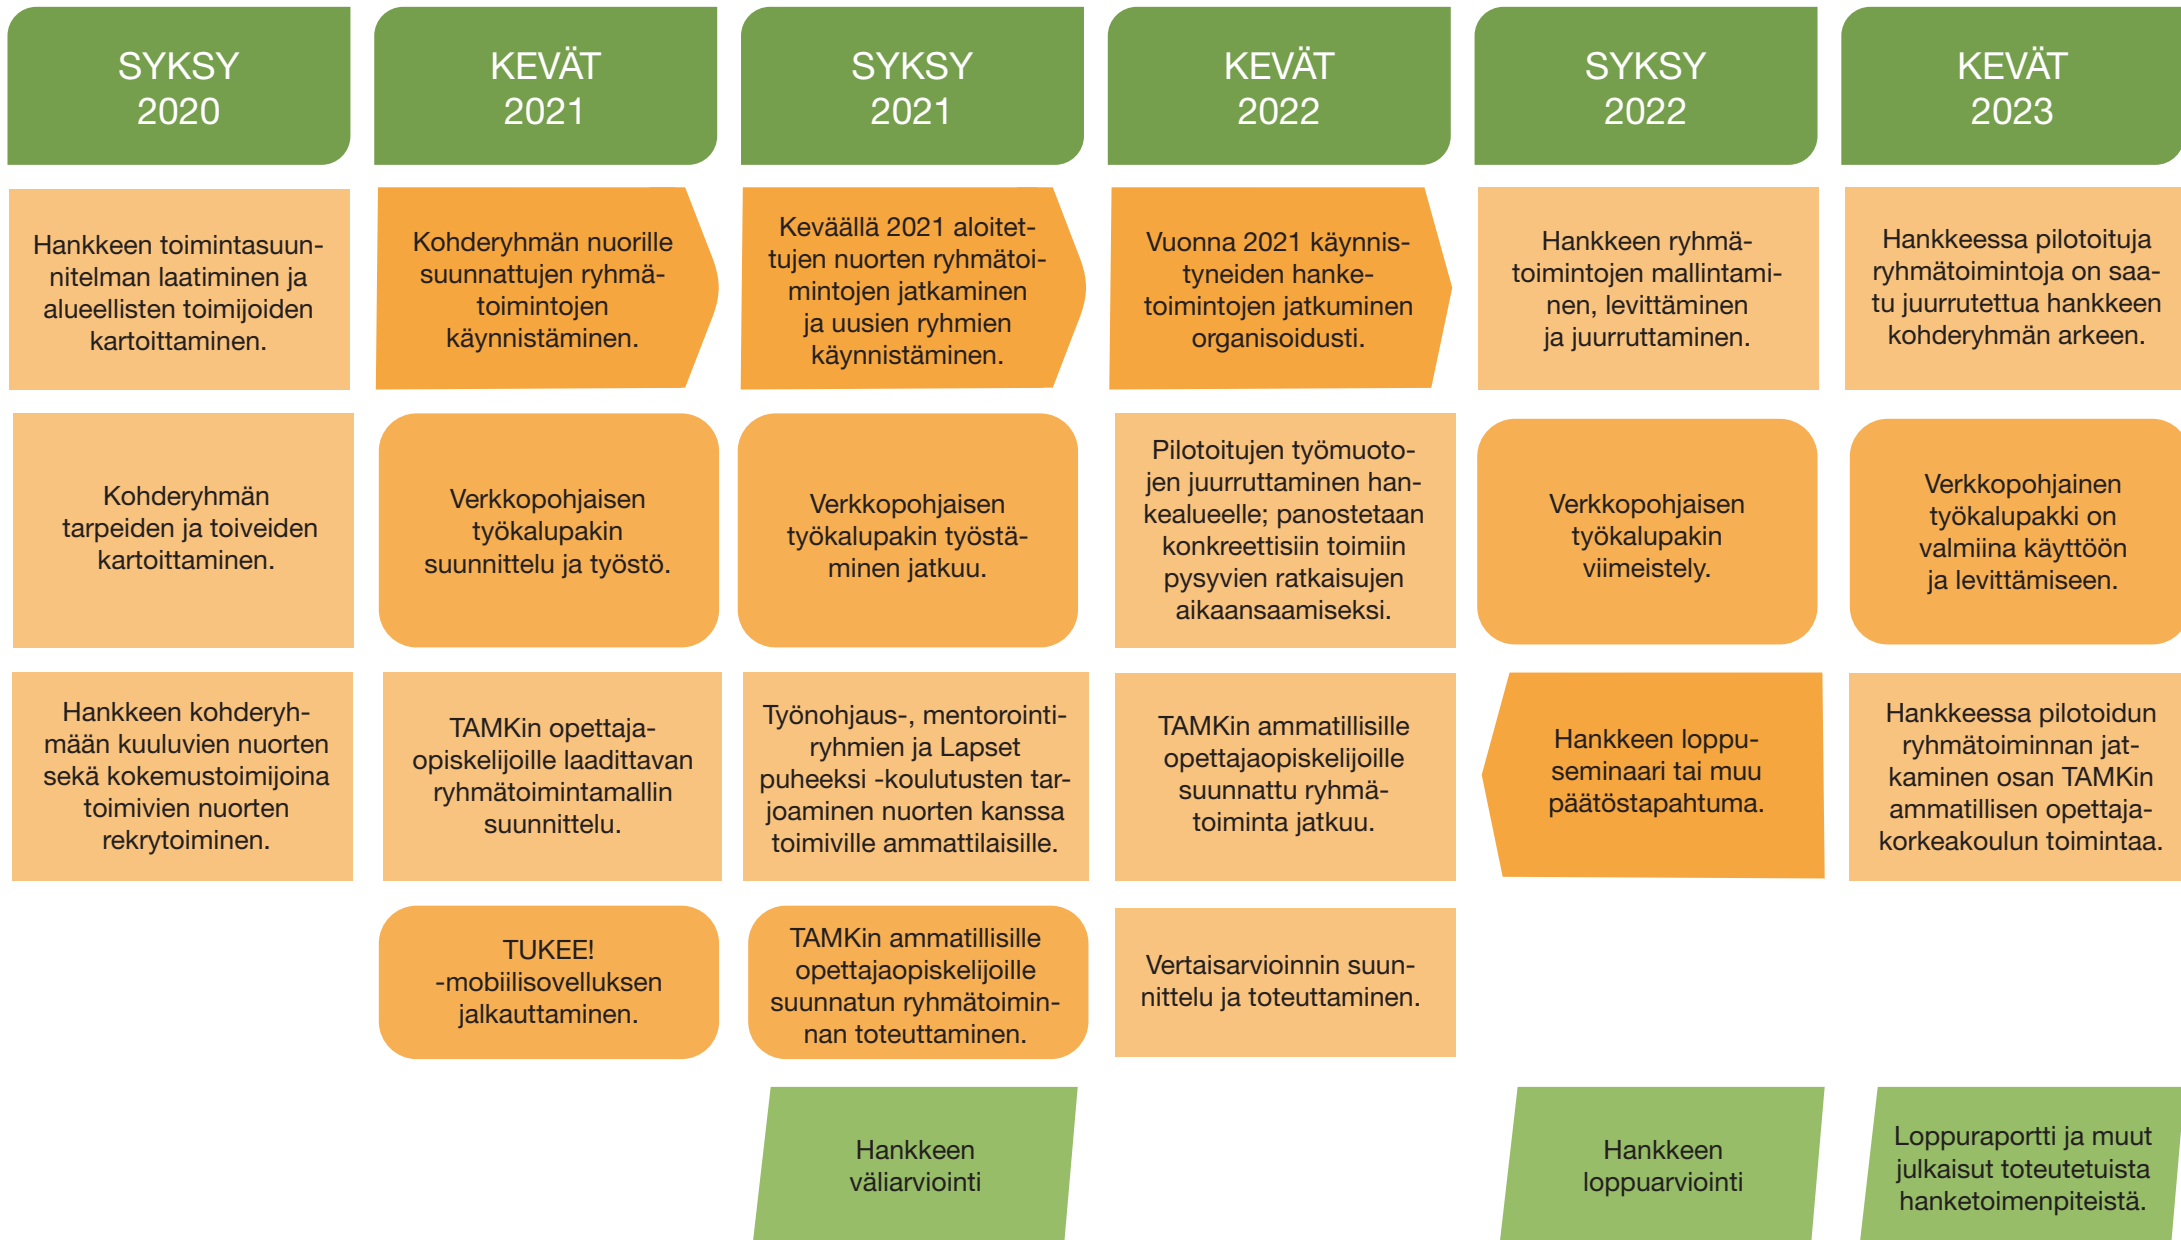 SYKSY
2020
KEVÄT
2021
SYKSY
2021
KEVÄT
2022
SYKSY
2022
KEVÄT
2023
Hankkeen toimintasuun-
nitelman laatiminen ja
alueellisten toimijoiden
kartoittaminen.
Kohderyhmän nuorille
suunnattujen ryhmä-
toimintojen
käynnistäminen.
Keväällä 2021 aloitet-
tujen nuorten ryhmätoi-
mintojen jatkaminen
ja uusien ryhmien
käynnistäminen.
Vuonna 2021 käynnis-
tyneiden hanke-
toimintojen jatkuminen
organisoidusti.
Hankkeen ryhmä-
toimintojen mallintami-
nen, levittäminen
ja juurruttaminen.
Hankkeessa pilotoituja
ryhmätoimintoja on saa-
tu juurrutettua hankkeen
kohderyhmän arkeen.
Kohderyhmän
tarpeiden ja toiveiden
kartoittaminen.
Verkkopohjaisen
työkalupakin
suunnittelu ja työstö.
Verkkopohjaisen
työkalupakin työstä-
minen jatkuu.
Pilotoitujen työmuoto-
jen juurruttaminen han-
kealueelle; panostetaan
konkreettisiin toimiin
pysyvien ratkaisujen
aikaansaamiseksi.
Verkkopohjaisen
työkalupakin
viimeistely.
Verkkopohjainen
työkalupakki on
valmiina käyttöön
ja levittämiseen.
Hankkeen kohderyh-
mään kuuluvien nuorten
sekä kokemustoimijoina
toimivien nuorten
rekrytoiminen.
TAMKin opettaja-
opiskelijoille laadittavan
ryhmätoimintamallin
suunnittelu.
Työnohjaus-, mentorointi-
ryhmien ja Lapset
puheeksi -koulutusten tar-
joaminen nuorten kanssa
toimiville ammattilaisille.
TAMKin ammatillisille
opettajaopiskelijoille
suunnattu ryhmä-
toiminta jatkuu.
Hankkeen loppu-
seminaari tai muu
päätöstapahtuma.
Hankkeessa pilotoidun
ryhmätoiminnan jat-
kaminen osan TAMKin
ammatillisen opettaja-
korkeakoulun toimintaa.
TUKEE!
-mobiilisovelluksen
jalkauttaminen.
TAMKin ammatillisille
opettajaopiskelijoille
suunnatun ryhmätoimin-
nan toteuttaminen.
Vertaisarvioinnin suun-
nittelu ja toteuttaminen.
Hankkeen
väliarviointi
Hankkeen
loppuarviointi
Loppuraportti ja muut
julkaisut toteutetuista
hanketoimenpiteistä.